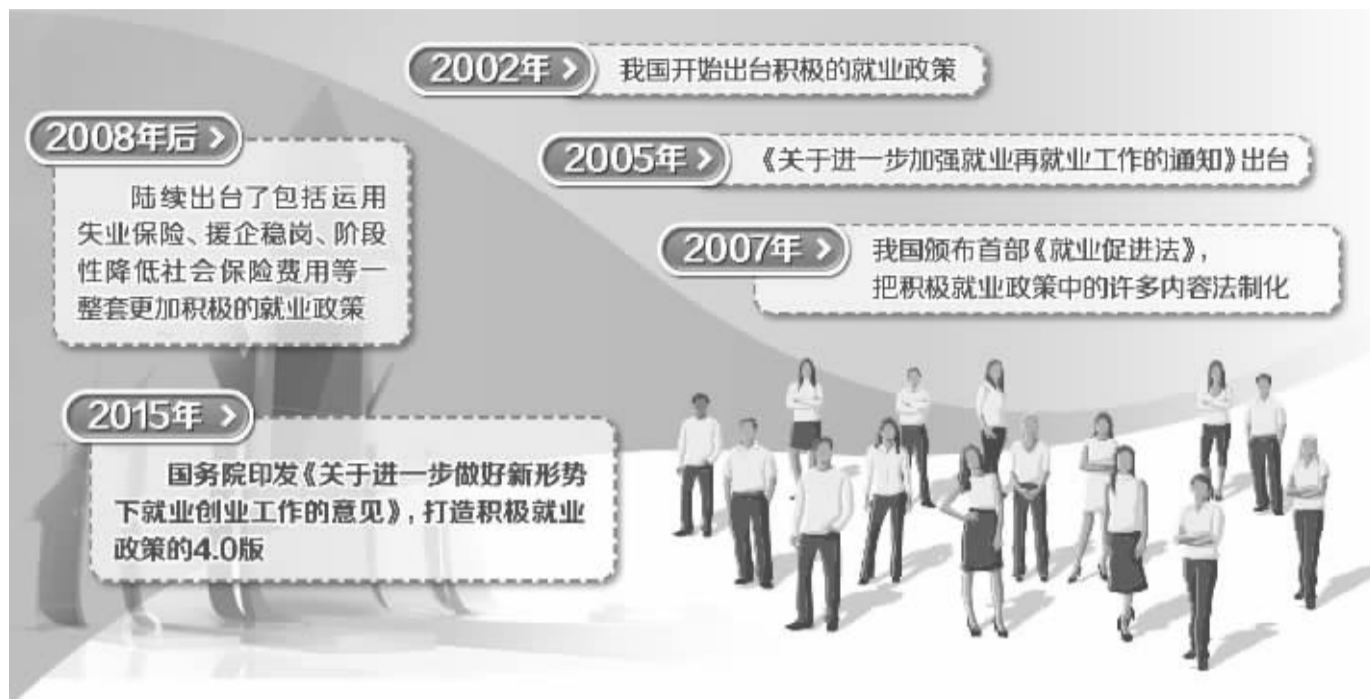 2002年
我国开始出台积极的就业政策
2005年
《关于进一步加强就业再就业工作的通知》出台
2007年
我国颁布首部《就业促进法》,
把积极就业政策中的许多内容法制化
2008年后
陆续出台了包括运用
失业保险、援企稳岗、阶段
性降低社会保险费用等一
整套更加积极的就业政策
2015年
国务院印发《关于进一步做好新形势
下就业创业工作的意见》,打造积极就业
政策的4.0版